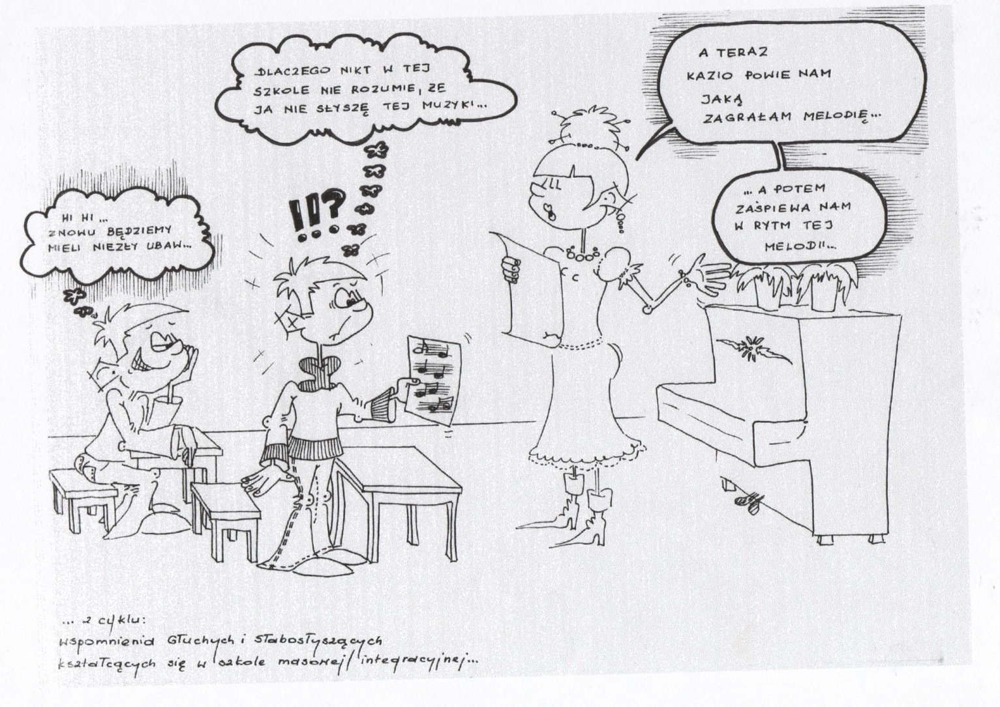 HI HI ...
ZNOWU BĘDZIEMY
MIELI NIEZŁY UBAW...
DLACZEGO NIKT W TEJ
SZKOLE NIE ROZUMIE, ŻE
JA NIE SŁYSZĘ TEJ MUZYKI...
!!?
A TERAZ
KAZIO POWIE NAM
JAKĄ
ZAGRAŁAM MELODIĘ...
... A POTEM
ZAŚPIEWA NAM
W RYTM TEJ
MELODII...
... z cyklu:
wspomnienia Głuchych i Słabosłyszących
kształcących się w szkole masowej/integracyjnej...